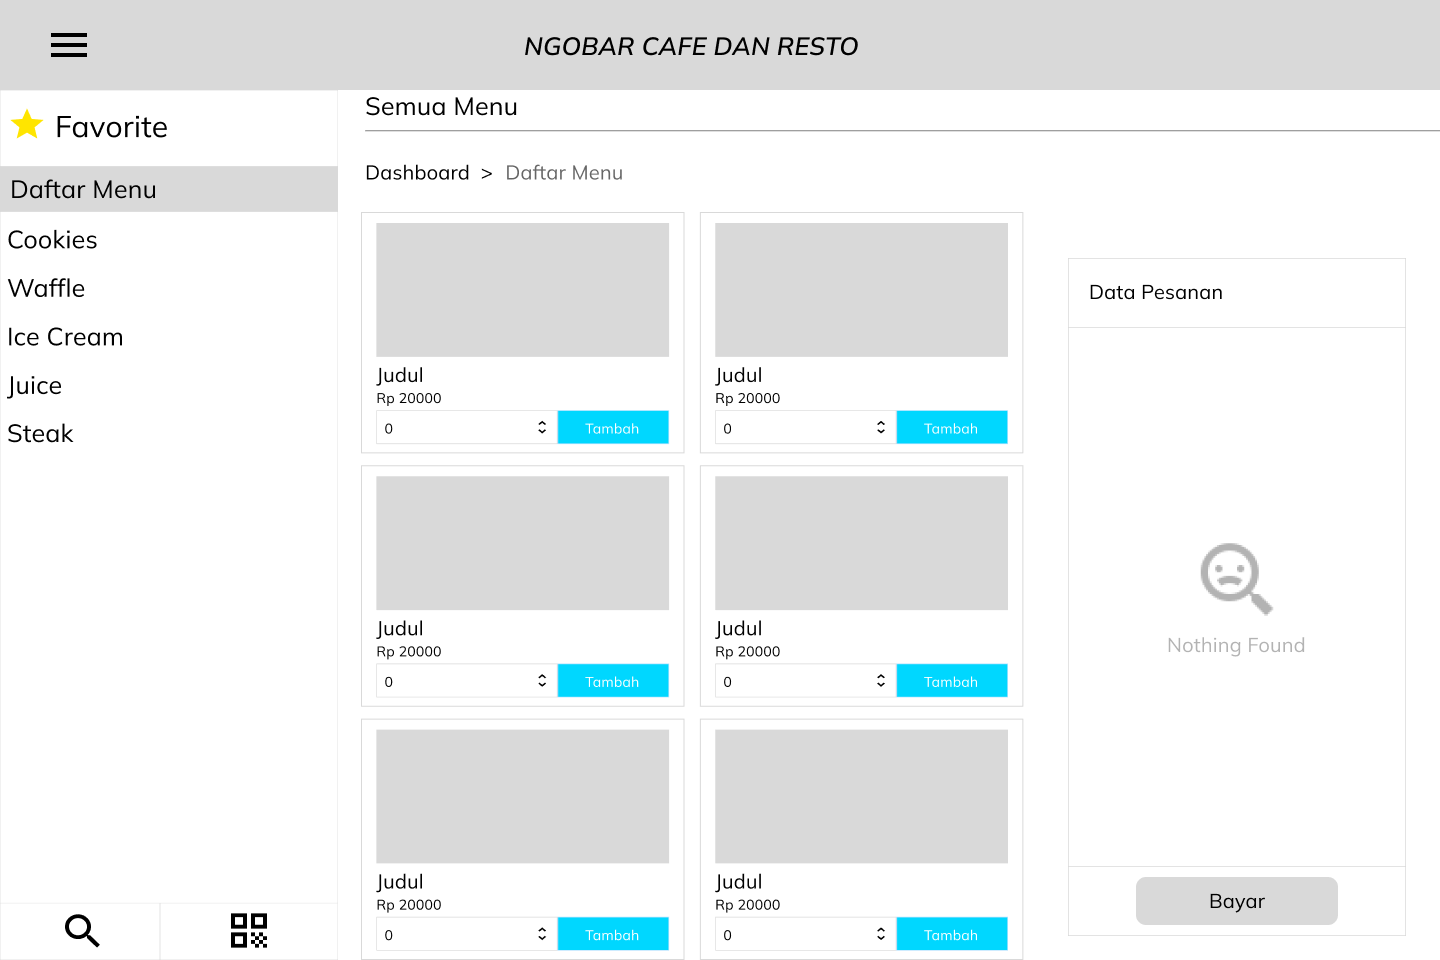 NGOBAR CAFE DAN RESTO
Favorite
Daftar Menu
Cookies
Waffle
Ice Cream
Juice
Steak
Semua Menu
Dashboard > Daftar Menu
Judul
Rp 20000
0
Tambah
Judul
Rp 20000
0
Tambah
Judul
Rp 20000
0
Tambah
Judul
Rp 20000
0
Tambah
Judul
Rp 20000
0
Tambah
Judul
Rp 20000
0
Tambah
Data Pesanan
Nothing Found
Bayar